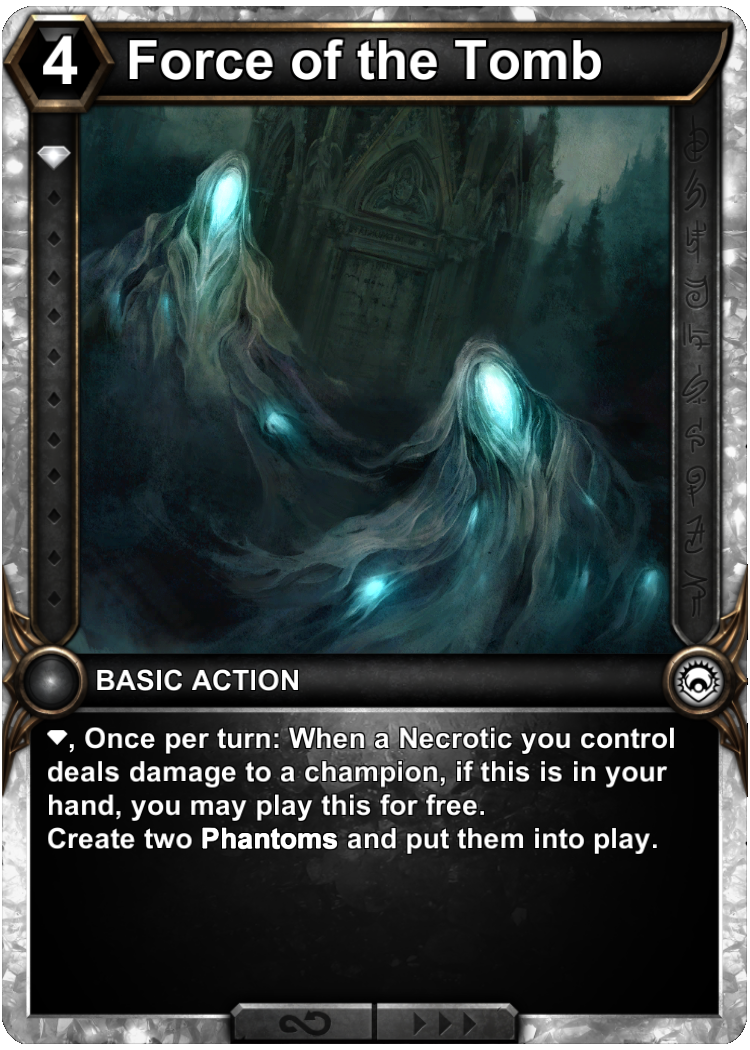 4 Force of the Tomb
BASIC ACTION
, Once per turn: When a Necrotic you control
deals damage to a champion, if this is in your
hand, you may play this for free.
Create two Phantoms and put them into play.